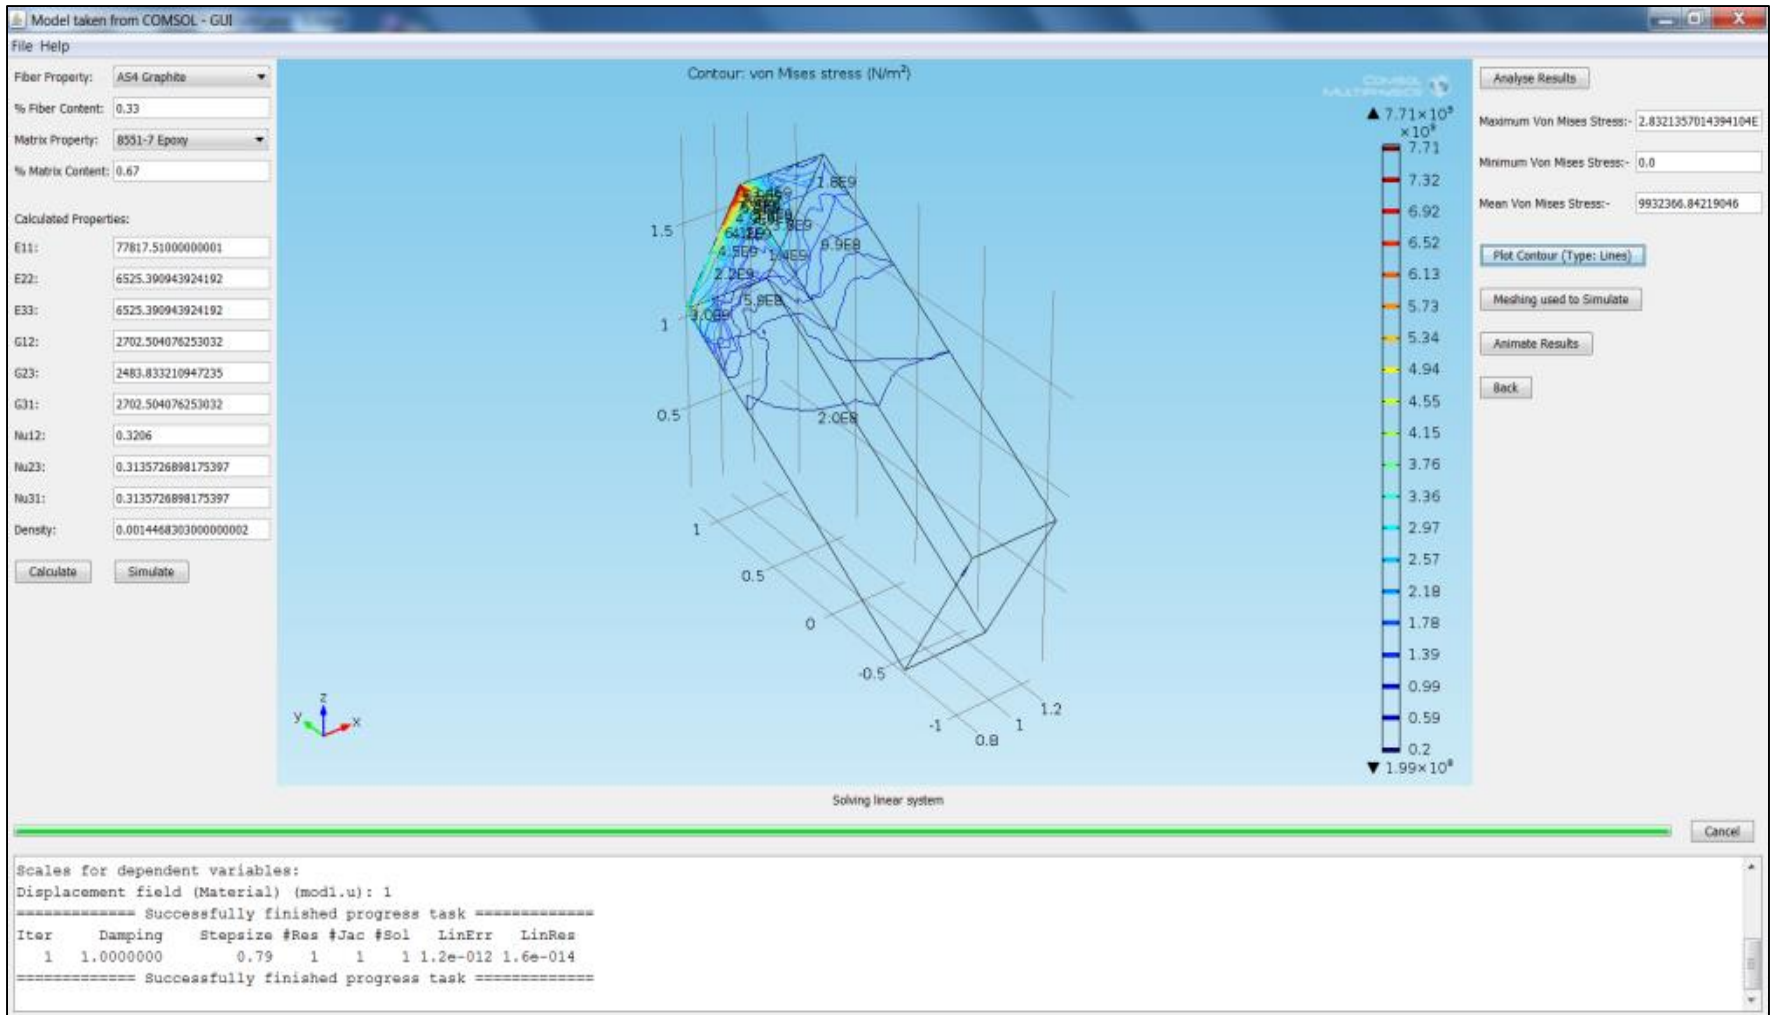 Model taken from COMSOL - GUI
File Help
Fiber Property: AS4 Graphite
% Fiber Content: 0.33
Matrix Property: 8551-7 Epoxy
% Matrix Content: 0.67
Calculated Properties:
E11: 77817.51000000001
E22: 6525.390943924192
E33: 6525.390943924192
G12: 2702.504076253032
G23: 2483.833210947235
G31: 2702.504076253032
Nu12: 0.3206
Nu23: 0.3135726898175397
Nu31: 0.3135726898175397
Density: 0.0014468303000000002
Calculate Simulate
Contour: von Mises stress (N/m²)
COMSOL
MULTIPHYSICS
▲ 7.71×10⁹
×10⁹
7.71
7.32
6.92
6.52
6.13
5.73
5.34
4.94
4.55
4.15
3.76
3.36
2.97
2.57
2.18
1.78
1.39
0.99
0.59
0.2
▼ 1.99×10⁸
1.8E9
9.9E8
4.5E9
1.4E9
2.2E9
5.9E8
3.0E9
2.0E8
1.5
1
0.5
1
0.5
0
-0.5
-1
0.8
1
1.2
z
y
x
Analyse Results
Maximum Von Mises Stress:- 2.8321357014394104E
Minimum Von Mises Stress:- 0.0
Mean Von Mises Stress:- 9932366.84219046
Plot Contour (Type: Lines)
Meshing used to Simulate
Animate Results
Back
Solving linear system
Cancel
Scales for dependent variables:
Displacement field (Material) (mod1.u): 1
============= Successfully finished progress task =============
Iter Damping Stepsize #Res #Jac #Sol LinErr LinRes
1 1.0000000 0.79 1 1 1 1.2e-012 1.6e-014
============= Successfully finished progress task =============